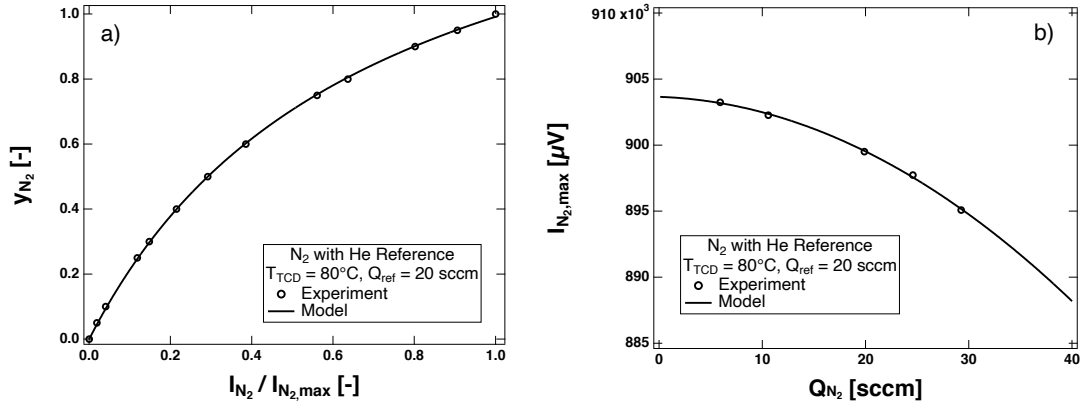 a)
1.0
0.8
0.6
0.4
0.2
0.0
y_N₂ [-]
0.0 0.2 0.4 0.6 0.8 1.0
I_N₂ / I_N₂,max [-]
N₂ with He Reference
T_TCD = 80°C, Q_ref = 20 sccm
Experiment
Model
b)
910 x10³
905
900
895
890
885
I_N₂,max [µV]
0 10 20 30 40
Q_N₂ [sccm]
N₂ with He Reference
T_TCD = 80°C, Q_ref = 20 sccm
Experiment
Model